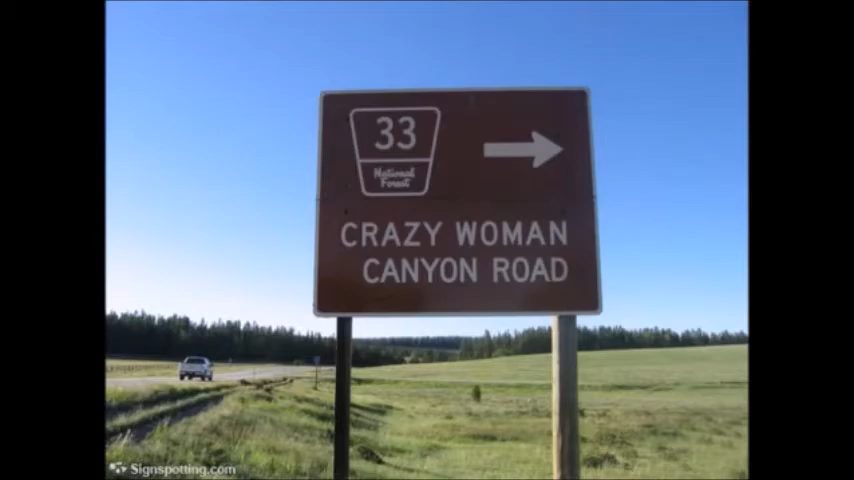 33
National
Forest
CRAZY WOMAN
CANYON ROAD
Signspotting.com